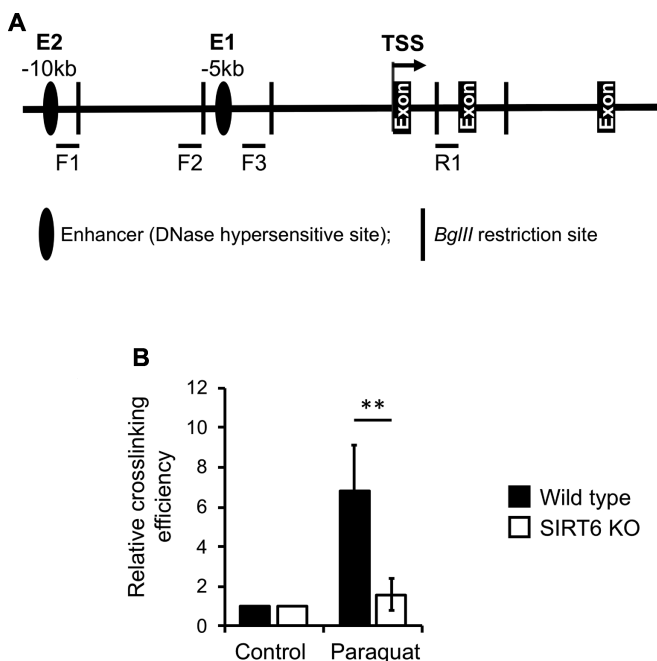 A
E2 E1 TSS
-10kb -5kb
Exon Exon Exon
F1 F2 F3 R1
Enhancer (DNase hypersensitive site); BglII restriction site
B
Relative crosslinking
efficiency
12
10
8
6
4
2
0
**
Control Paraquat
Wild type
SIRT6 KO